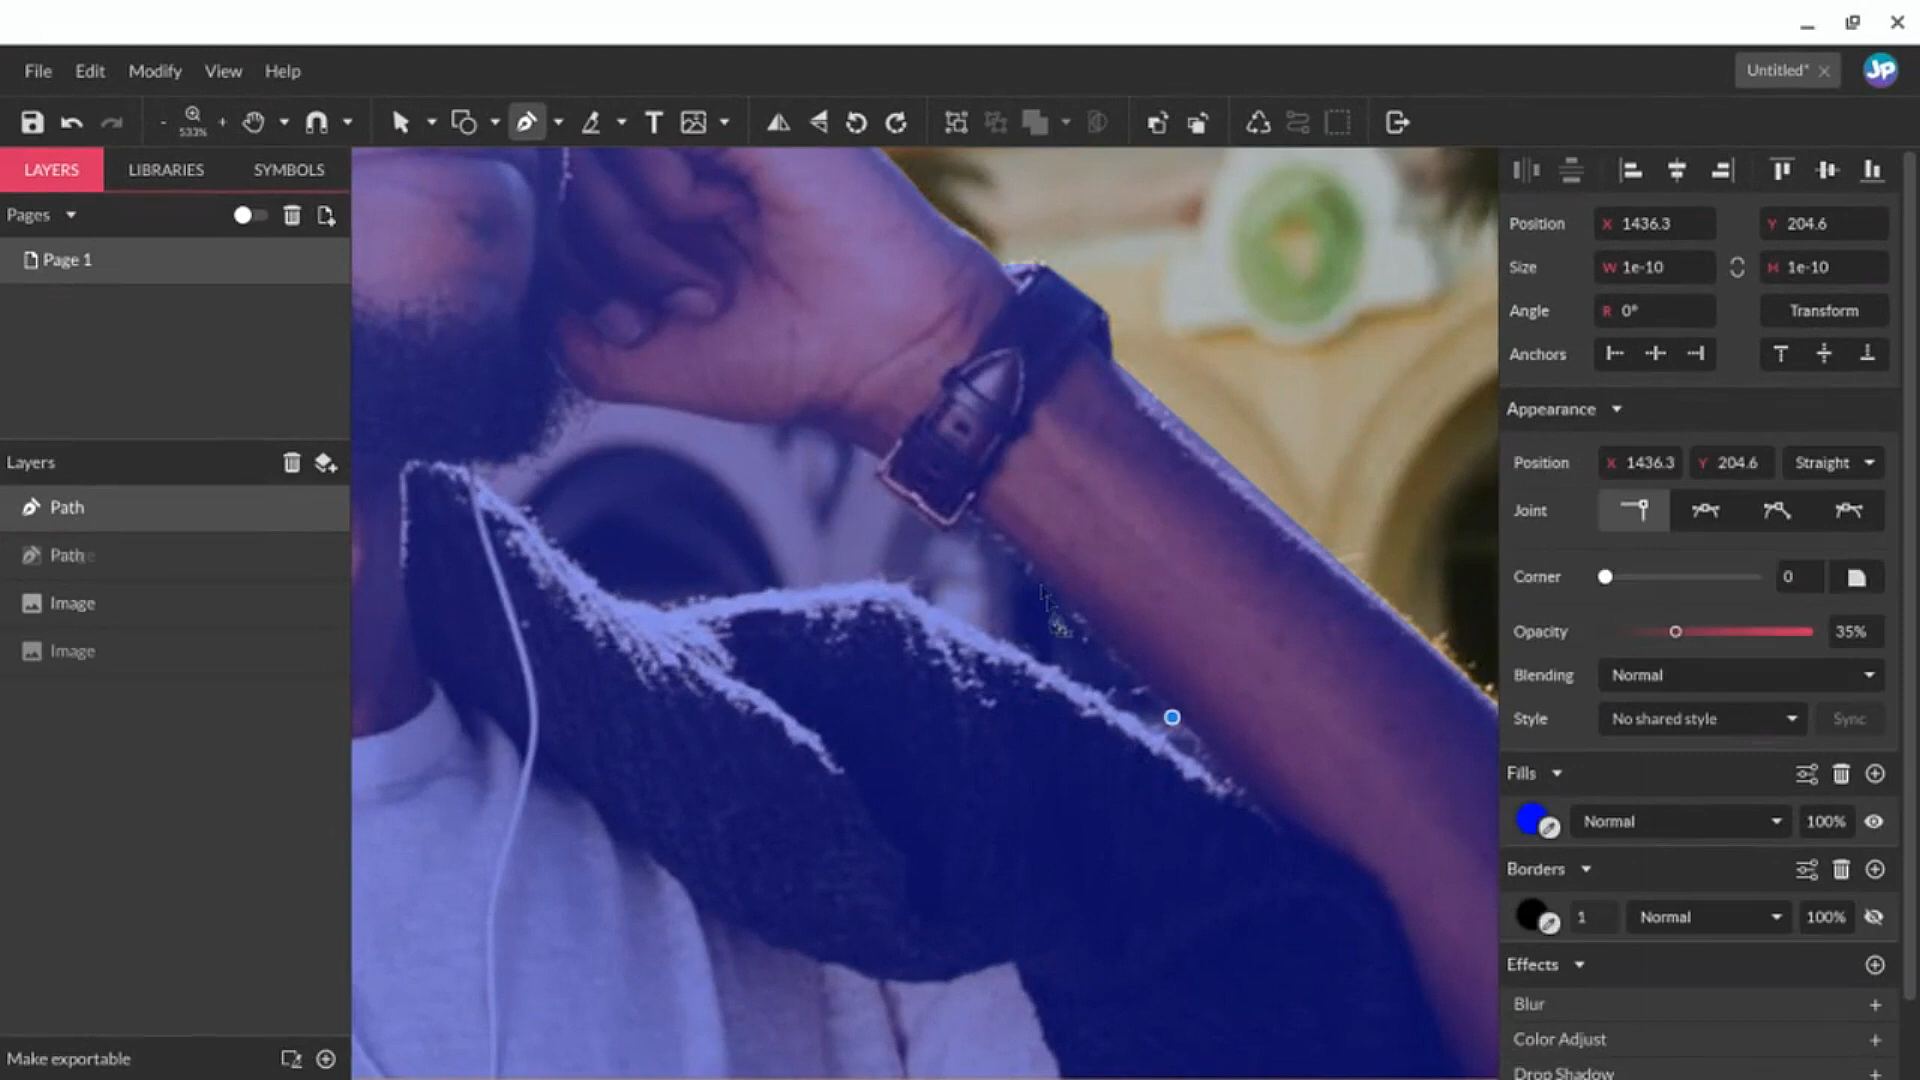 File Edit Modify View Help
Untitled* JP
533%
LAYERS LIBRARIES SYMBOLS
Pages
Page 1
Layers
Path
Path
Image
Image
Make exportable
Position X 1436.3 Y 204.6
Size W 1e-10 H 1e-10
Angle R 0° Transform
Anchors
Appearance
Position X 1436.3 Y 204.6 Straight
Joint
Corner 0
Opacity 35%
Blending Normal
Style No shared style Sync
Fills
Normal 100%
Borders
1 Normal 100%
Effects
Blur
Color Adjust
Drop Shadow